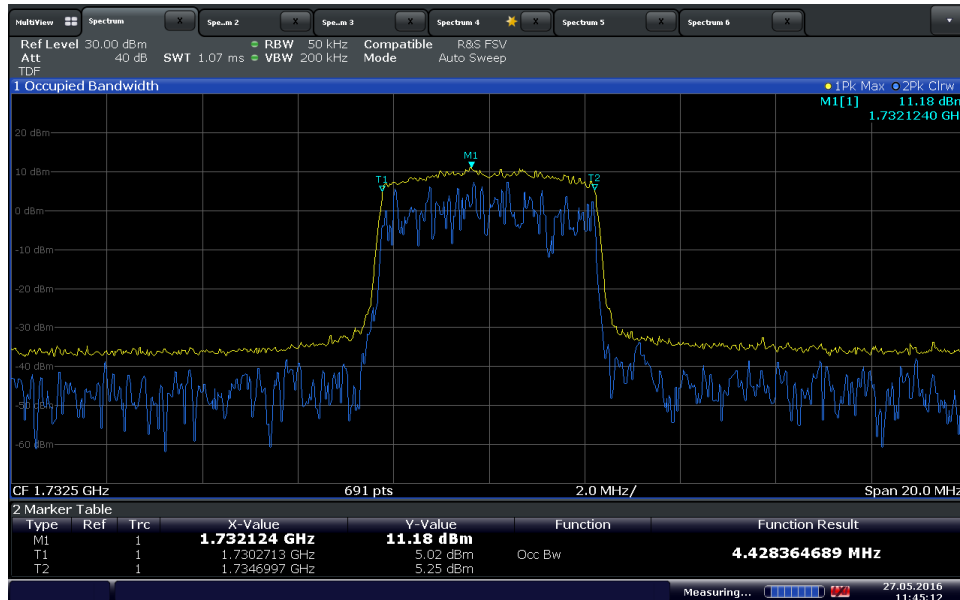 MultiView Spectrum X Spe..m 2 X Spe..m 3 X Spectrum 4 X Spectrum 5 X Spectrum 6 X
Ref Level 30.00 dBm RBW 50 kHz Compatible R&S FSV
Att 40 dB SWT 1.07 ms VBW 200 kHz Mode Auto Sweep
TDF
1 Occupied Bandwidth 1Pk Max 2Pk Clrw
M1[1] 11.18 dBm
1.7321240 GH
20 dBm
M1
10 dBm
T1 T2
0 dBm
-10 dBm
-20 dBm
-30 dBm
-40 dBm
-50 dBm
-60 dBm
CF 1.7325 GHz 691 pts 2.0 MHz/ Span 20.0 MHz
2 Marker Table
Type Ref Trc X-Value Y-Value Function Function Result
M1 1 1.732124 GHz 11.18 dBm
T1 1 1.7302713 GHz 5.02 dBm Occ Bw 4.428364689 MHz
T2 1 1.7346997 GHz 5.25 dBm
Measuring... 27.05.2016
11:45:12